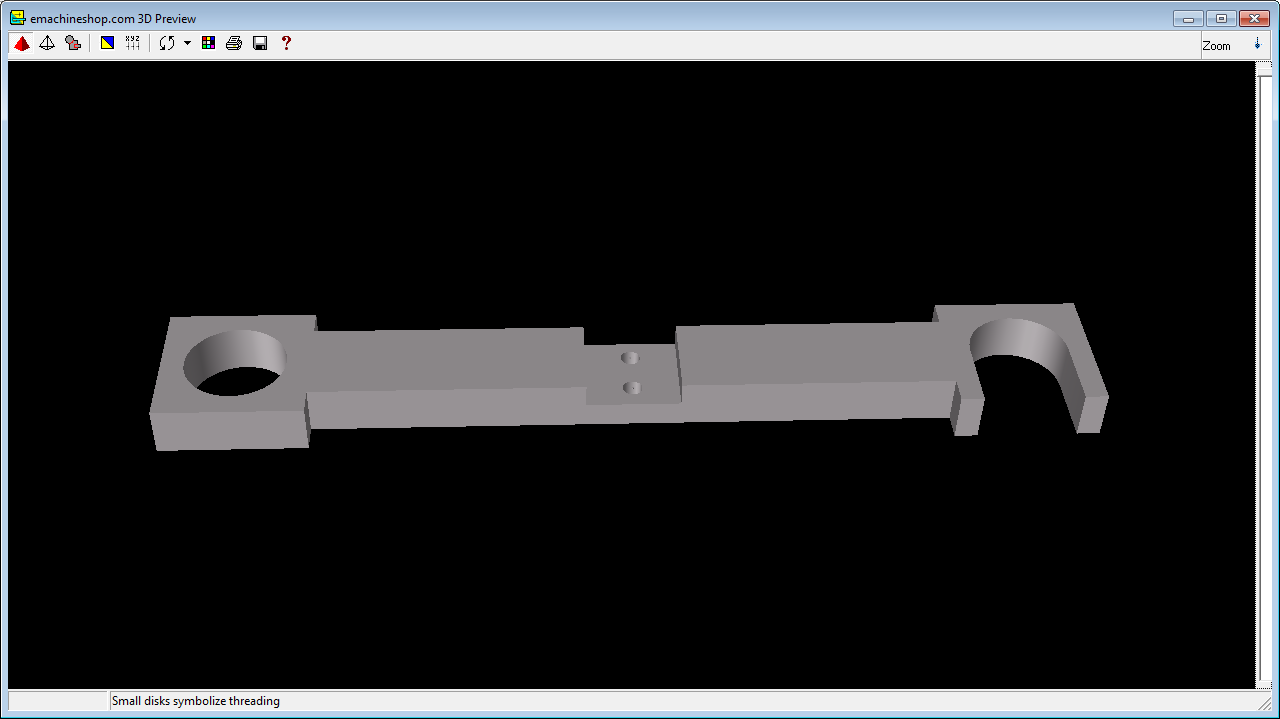 emachineshop.com 3D Preview
Zoom
Small disks symbolize threading